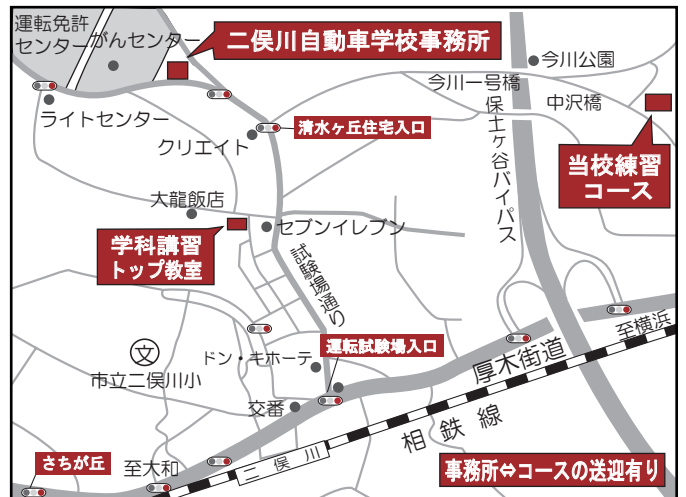 運転免許
センター
がんセンター
二俣川自動車学校事務所
今川公園
今川一号橋
中沢橋
ライトセンター
クリエイト
清水ヶ丘住宅入口
保土ヶ谷バイパス
当校練習
コース
大龍飯店
セブンイレブン
学科講習
トップ教室
試験場通り
文
市立二俣川小
ドン・キホーテ
運転試験場入口
厚木街道
至横浜
交番
相鉄線
さちが丘
至大和
二俣川
事務所⇔コースの送迎有り